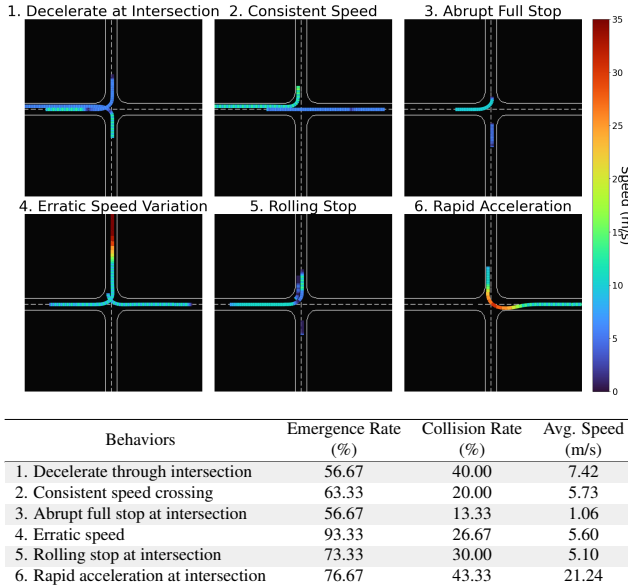 1. Decelerate at Intersection 2. Consistent Speed 3. Abrupt Full Stop
4. Erratic Speed Variation 5. Rolling Stop 6. Rapid Acceleration
35
30
25
20
15
10
5
0
Speed (m/s)
Behaviors Emergence Rate (%) Collision Rate (%) Avg. Speed (m/s)
1. Decelerate through intersection 56.67 40.00 7.42
2. Consistent speed crossing 63.33 20.00 5.73
3. Abrupt full stop at intersection 56.67 13.33 1.06
4. Erratic speed 93.33 26.67 5.60
5. Rolling stop at intersection 73.33 30.00 5.10
6. Rapid acceleration at intersection 76.67 43.33 21.24